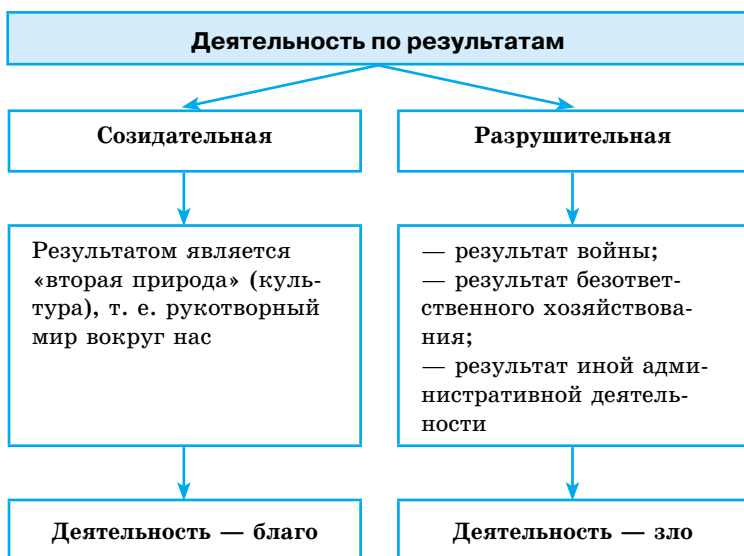 Деятельность по результатам
Созидательная
Разрушительная
Результатом является
«вторая природа» (куль-
тура), т. е. рукотворный
мир вокруг нас
— результат войны;
— результат безответ-
ственного хозяйствова-
ния;
— результат иной адми-
нистративной деятель-
ности
Деятельность — благо
Деятельность — зло